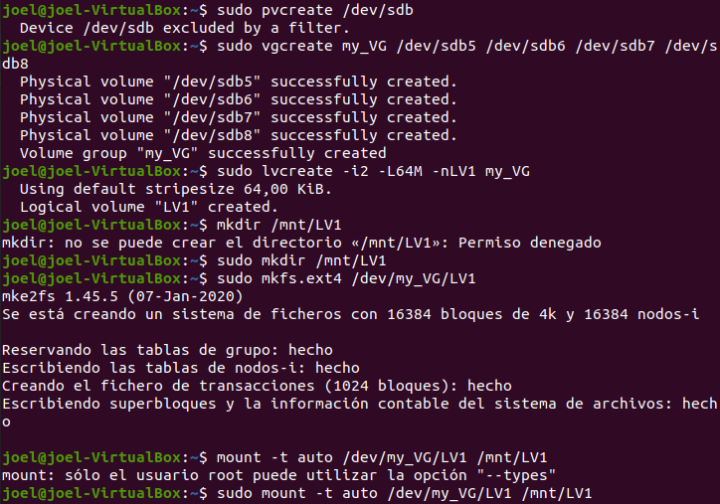 joel@joel-VirtualBox:~$ sudo pvcreate /dev/sdb
  Device /dev/sdb excluded by a filter.
joel@joel-VirtualBox:~$ sudo vgcreate my_VG /dev/sdb5 /dev/sdb6 /dev/sdb7 /dev/s
db8
  Physical volume "/dev/sdb5" successfully created.
  Physical volume "/dev/sdb6" successfully created.
  Physical volume "/dev/sdb7" successfully created.
  Physical volume "/dev/sdb8" successfully created.
  Volume group "my_VG" successfully created
joel@joel-VirtualBox:~$ sudo lvcreate -i2 -L64M -nLV1 my_VG
  Using default stripesize 64,00 KiB.
  Logical volume "LV1" created.
joel@joel-VirtualBox:~$ mkdir /mnt/LV1
mkdir: no se puede crear el directorio «/mnt/LV1»: Permiso denegado
joel@joel-VirtualBox:~$ sudo mkdir /mnt/LV1
joel@joel-VirtualBox:~$ sudo mkfs.ext4 /dev/my_VG/LV1
mke2fs 1.45.5 (07-Jan-2020)
Se está creando un sistema de ficheros con 16384 bloques de 4k y 16384 nodos-i

Reservando las tablas de grupo: hecho
Escribiendo las tablas de nodos-i: hecho
Creando el fichero de transacciones (1024 bloques): hecho
Escribiendo superbloques y la información contable del sistema de archivos: hech
o

joel@joel-VirtualBox:~$ mount -t auto /dev/my_VG/LV1 /mnt/LV1
mount: sólo el usuario root puede utilizar la opción "--types"
joel@joel-VirtualBox:~$ sudo mount -t auto /dev/my_VG/LV1 /mnt/LV1